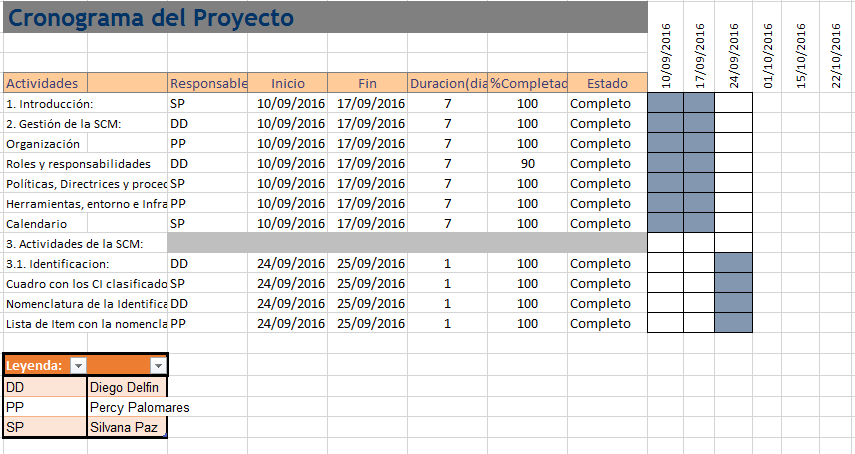 Cronograma del Proyecto
10/09/2016 17/09/2016 24/09/2016 01/10/2016 15/10/2016 22/10/2016
Actividades Responsable Inicio Fin Duracion(dia %Completad Estado
1. Introducción: SP 10/09/2016 17/09/2016 7 100 Completo
2. Gestión de la SCM: DD 10/09/2016 17/09/2016 7 100 Completo
Organización PP 10/09/2016 17/09/2016 7 100 Completo
Roles y responsabilidades DD 10/09/2016 17/09/2016 7 90 Completo
Políticas, Directrices y proced SP 10/09/2016 17/09/2016 7 100 Completo
Herramientas, entorno e Infra PP 10/09/2016 17/09/2016 7 100 Completo
Calendario SP 10/09/2016 17/09/2016 7 100 Completo
3. Actividades de la SCM:
3.1. Identificacion: DD 24/09/2016 25/09/2016 1 100 Completo
Cuadro con los CI clasificado SP 24/09/2016 25/09/2016 1 100 Completo
Nomenclatura de la Identifica DD 24/09/2016 25/09/2016 1 100 Completo
Lista de Item con la nomencla PP 24/09/2016 25/09/2016 1 100 Completo
Leyenda:
DD Diego Delfin
PP Percy Palomares
SP Silvana Paz